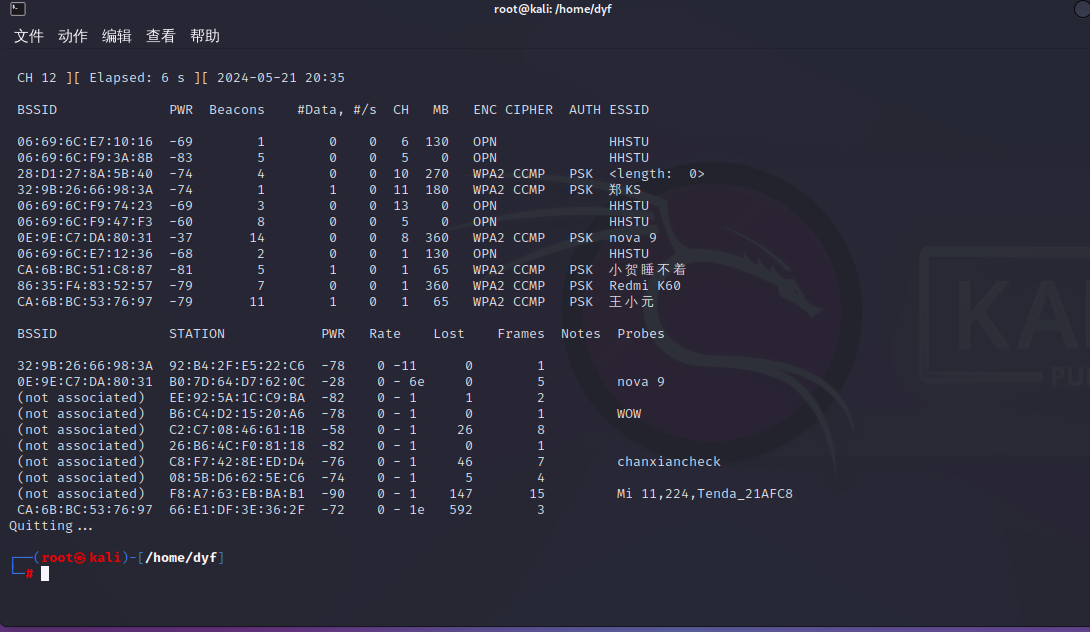 root@kali: /home/dyf
文件 动作 编辑 查看 帮助
CH 12 ][ Elapsed: 6 s ][ 2024-05-21 20:35
BSSID PWR Beacons #Data, #/s CH MB ENC CIPHER AUTH ESSID
06:69:6C:E7:10:16 -69 1 0 0 6 130 OPN HHSTU
06:69:6C:F9:3A:8B -83 5 0 0 5 0 OPN HHSTU
28:D1:27:8A:5B:40 -74 4 0 0 10 270 WPA2 CCMP PSK <length: 0>
32:9B:26:66:98:3A -74 1 1 0 11 180 WPA2 CCMP PSK 郑KS
06:69:6C:F9:74:23 -69 3 0 0 13 0 OPN HHSTU
06:69:6C:F9:47:F3 -60 8 0 0 5 0 OPN HHSTU
0E:9E:C7:DA:80:31 -37 14 0 0 8 360 WPA2 CCMP PSK nova 9
06:69:6C:E7:12:36 -68 2 0 0 1 130 OPN HHSTU
CA:6B:BC:51:C8:87 -81 5 1 0 1 65 WPA2 CCMP PSK 小贺睡不着
86:35:F4:83:52:57 -79 7 0 0 1 360 WPA2 CCMP PSK Redmi K60
CA:6B:BC:53:76:97 -79 11 1 0 1 65 WPA2 CCMP PSK 王小元
BSSID STATION PWR Rate Lost Frames Notes Probes
32:9B:26:66:98:3A 92:B4:2F:E5:22:C6 -78 0 -11 0 1
0E:9E:C7:DA:80:31 B0:7D:64:D7:62:0C -28 0 - 6e 0 5 nova 9
(not associated) EE:92:5A:1C:C9:BA -82 0 - 1 1 2
(not associated) B6:C4:D2:15:20:A6 -78 0 - 1 0 1 WOW
(not associated) C2:C7:08:46:61:1B -58 0 - 1 26 8
(not associated) 26:B6:4C:F0:81:18 -82 0 - 1 0 1
(not associated) C8:F7:42:8E:ED:D4 -76 0 - 1 46 7 chanxiancheck
(not associated) 08:5B:D6:62:5E:C6 -74 0 - 1 5 4
(not associated) F8:A7:63:EB:BA:B1 -90 0 - 1 147 15 Mi 11,224,Tenda_21AFC8
CA:6B:BC:53:76:97 66:E1:DF:3E:36:2F -72 0 - 1e 592 3
Quitting...
┌──(root㉿kali)-[/home/dyf]
└─#
KA
PU